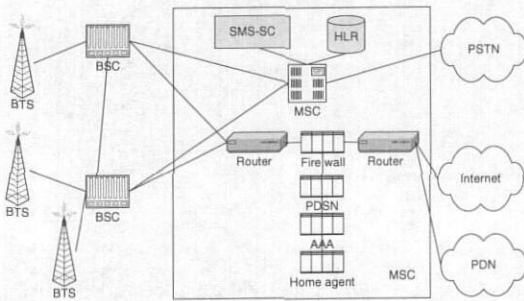 SMS-SC
HLR
PSTN
BSC
BTS
MSC
Router
Fire wall
Router
Internet
BTS
BSC
PDSN
AAA
BTS
Home agent
MSC
PDN